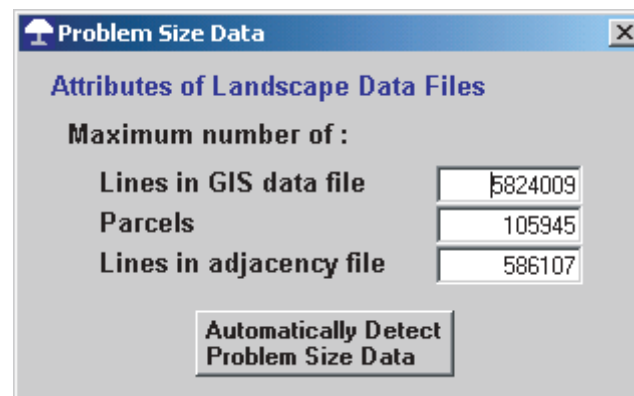 Problem Size Data
Attributes of Landscape Data Files
Maximum number of :
Lines in GIS data file 5824009
Parcels 105945
Lines in adjacency file 586107
Automatically Detect
Problem Size Data